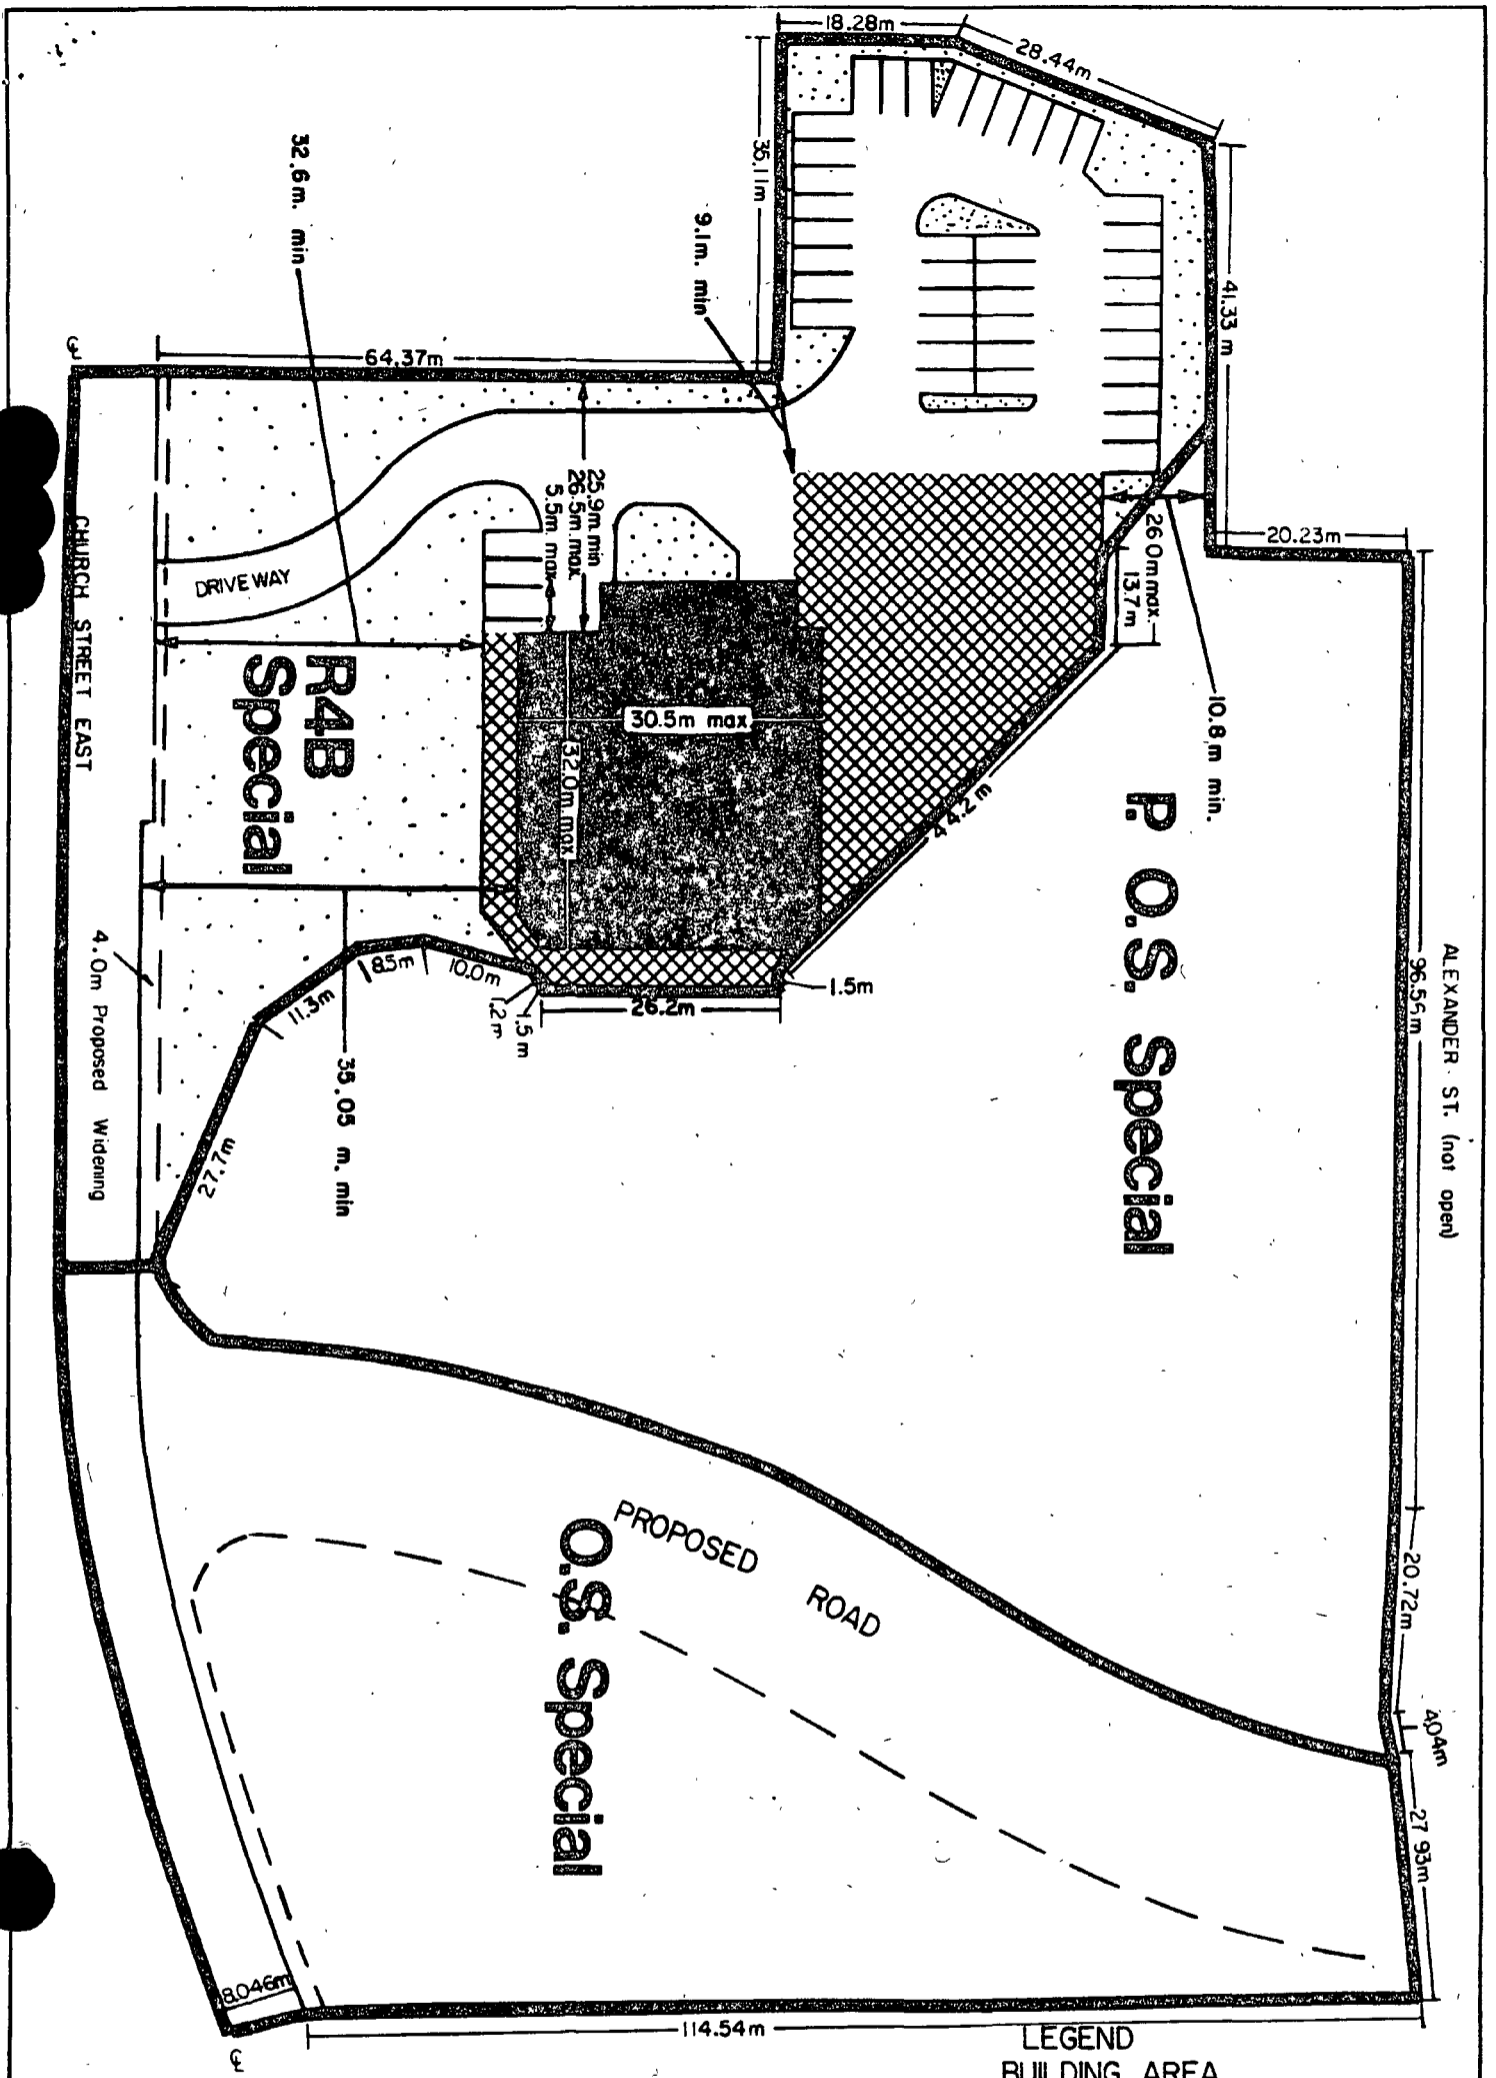 18.28m
28.44m
35.11m
41.33 m
32.6m. min
9.1m. min
64.37m
20.23m
25.9m. min
26.5m. max.
5.5m. max.
26.0m max.
13.7m
10.8 m min.
DRIVEWAY
CHURCH STREET EAST
R4B
Special
30.5m max
32.0m. max
44.2m
P. O.S. Special
ALEXANDER ST. (not open)
96.56m
4.0m Proposed Widening
8.5m
10.0m
11.3m
1.2m
1.5m
26.2m
1.5m
35.05 m. min
27.7m
PROPOSED ROAD
O.S. Special
20.72m
4.04m
27.93m
8.046m
114.54m
LEGEND
BUILDING AREA